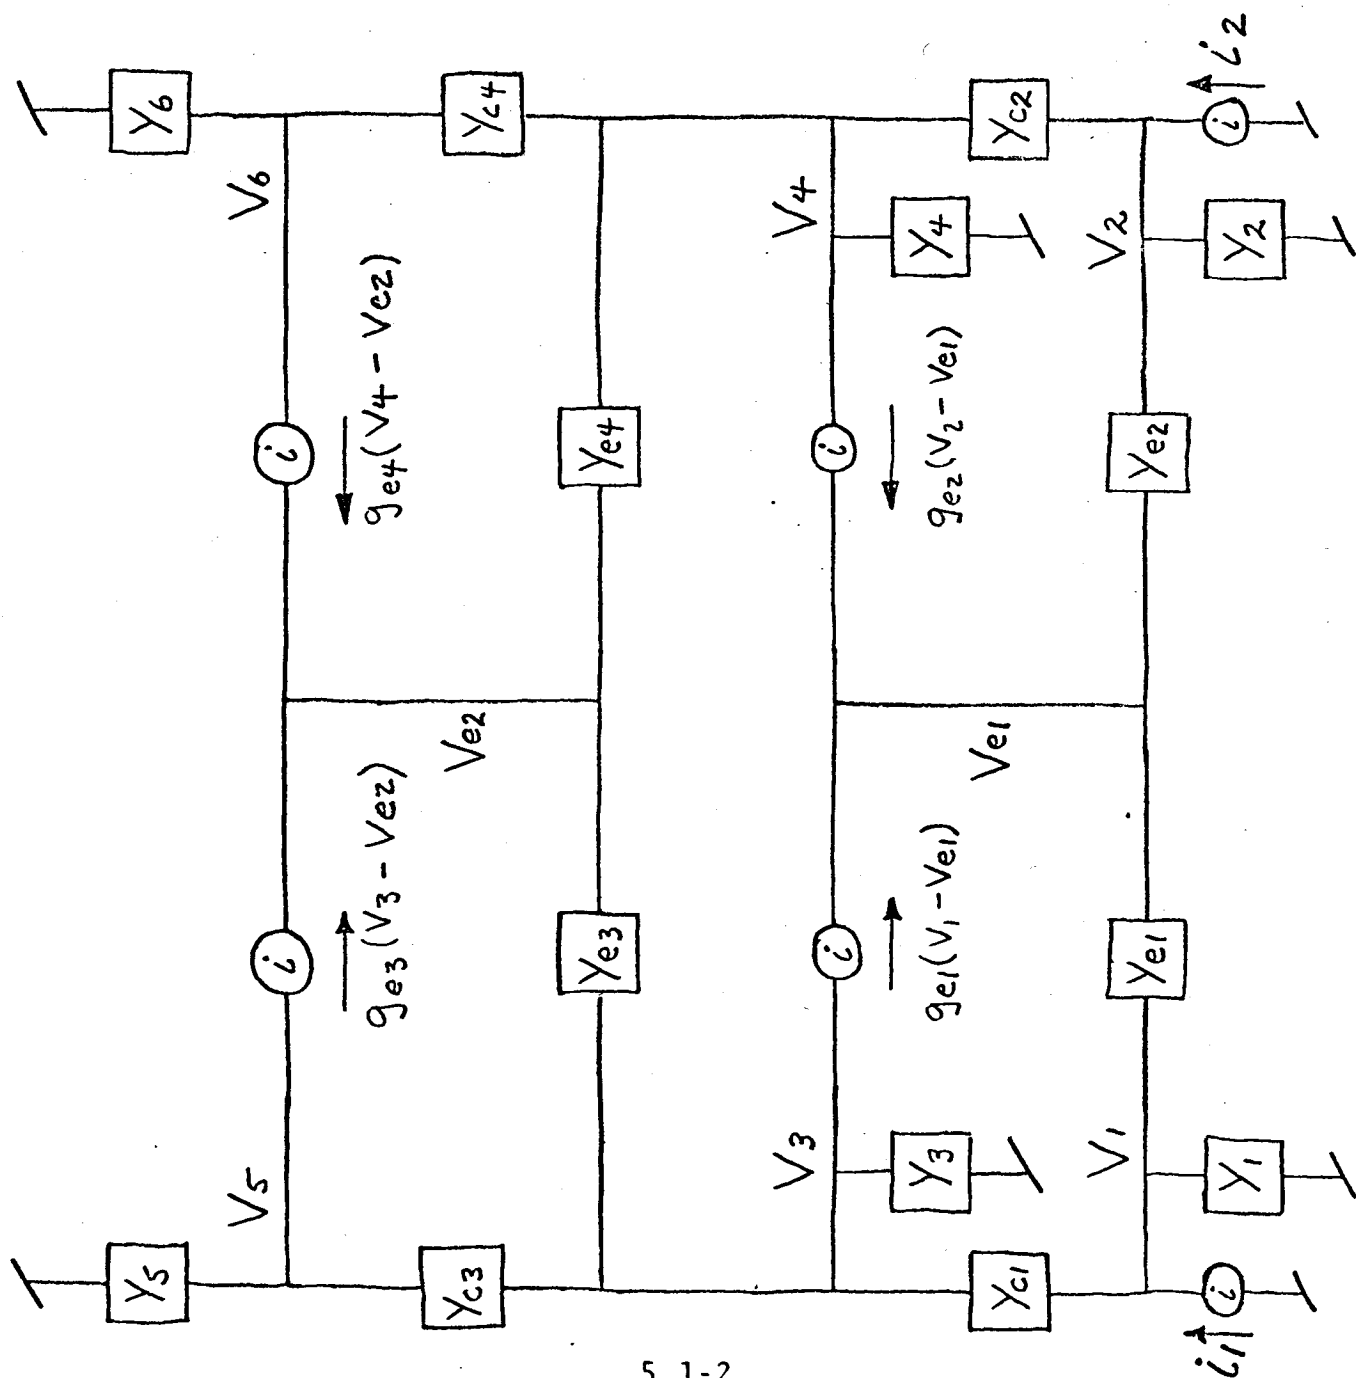 Y6
V6
Yc4
V4
Y4
Yc2
V2
Y2
i2
i
i
ge4(V4 - Vc2)
Ye4
i
ge2(V2 - Ve1)
Ye2
Ve2
Ve1
i
ge3(V3 - Ve2)
Ye3
i
ge1(V1 - Ve1)
Ye1
Y5
V5
Yc3
V3
Y3
Yc1
V1
Y1
i
i1
5 1-2